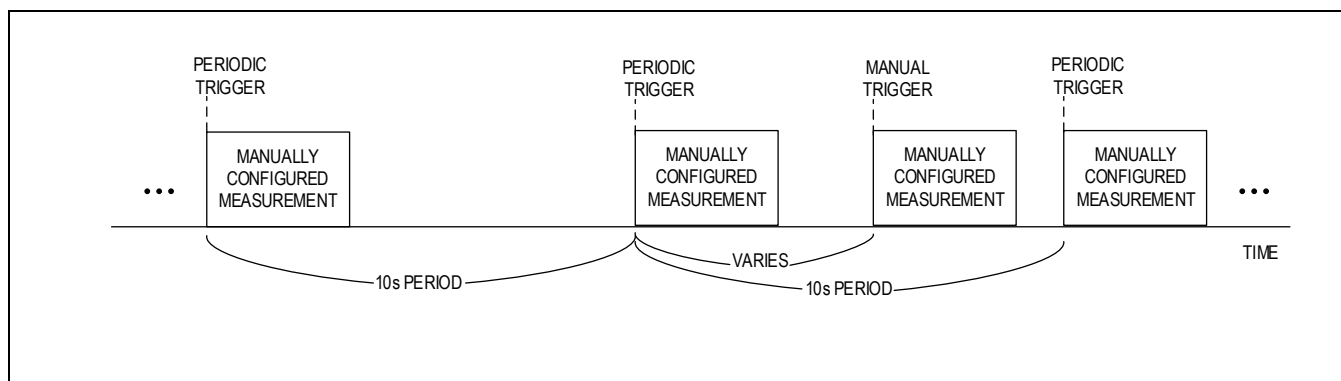 PERIODIC
TRIGGER
PERIODIC
TRIGGER
MANUAL
TRIGGER
PERIODIC
TRIGGER
MANUALLY
CONFIGURED
MEASUREMENT
MANUALLY
CONFIGURED
MEASUREMENT
MANUALLY
CONFIGURED
MEASUREMENT
MANUALLY
CONFIGURED
MEASUREMENT
•••
•••
TIME
VARIES
10s PERIOD
10s PERIOD